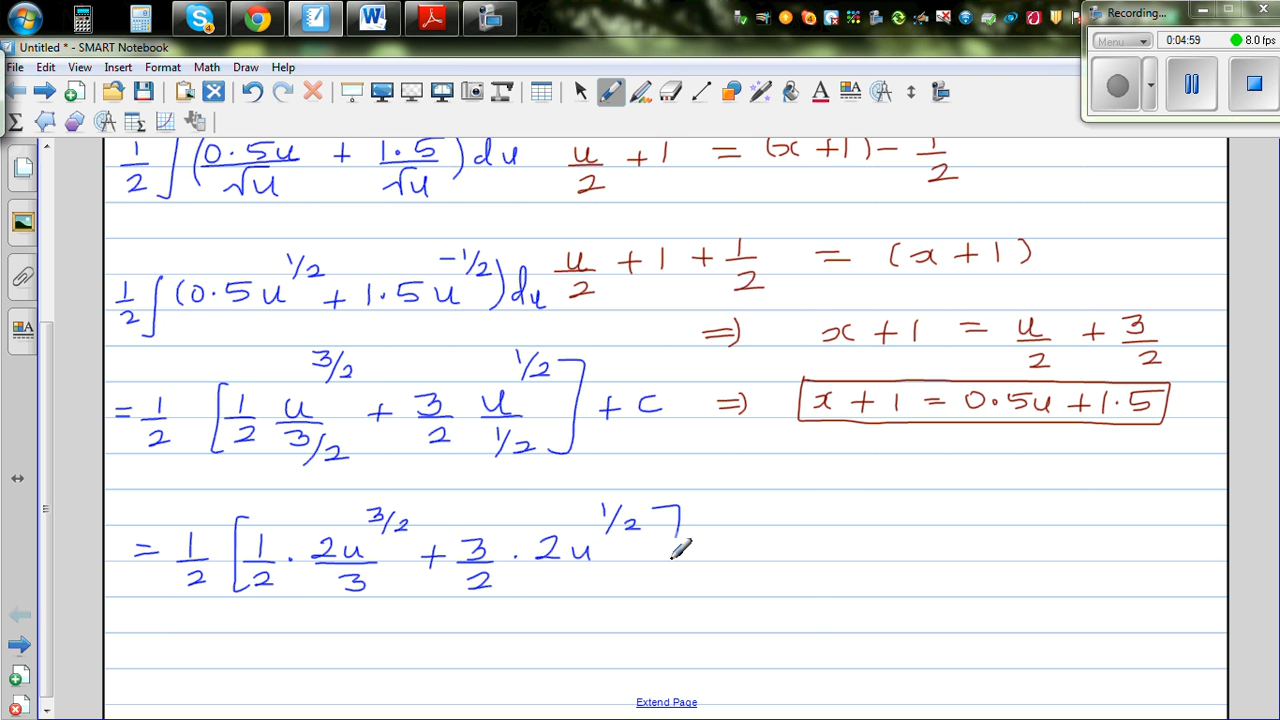 Recording...
Untitled * - SMART Notebook
Menu 0:04:59 8.0 fps
File Edit View Insert Format Math Draw Help
1/2 ∫ (0.5u/√u + 1.5/√u) du u/2 + 1 = (x + 1) - 1/2
1/2 ∫ (0.5u^1/2 + 1.5u^-1/2) du u/2 + 1 + 1/2 = (x + 1)
⇒ x + 1 = u/2 + 3/2
= 1/2 [1/2 u^3/2 / 3/2 + 3/2 u^1/2 / 1/2] + c ⇒ x + 1 = 0.5u + 1.5
= 1/2 [1/2 . 2u^3/2 / 3 + 3/2 . 2u^1/2 ]
Extend Page